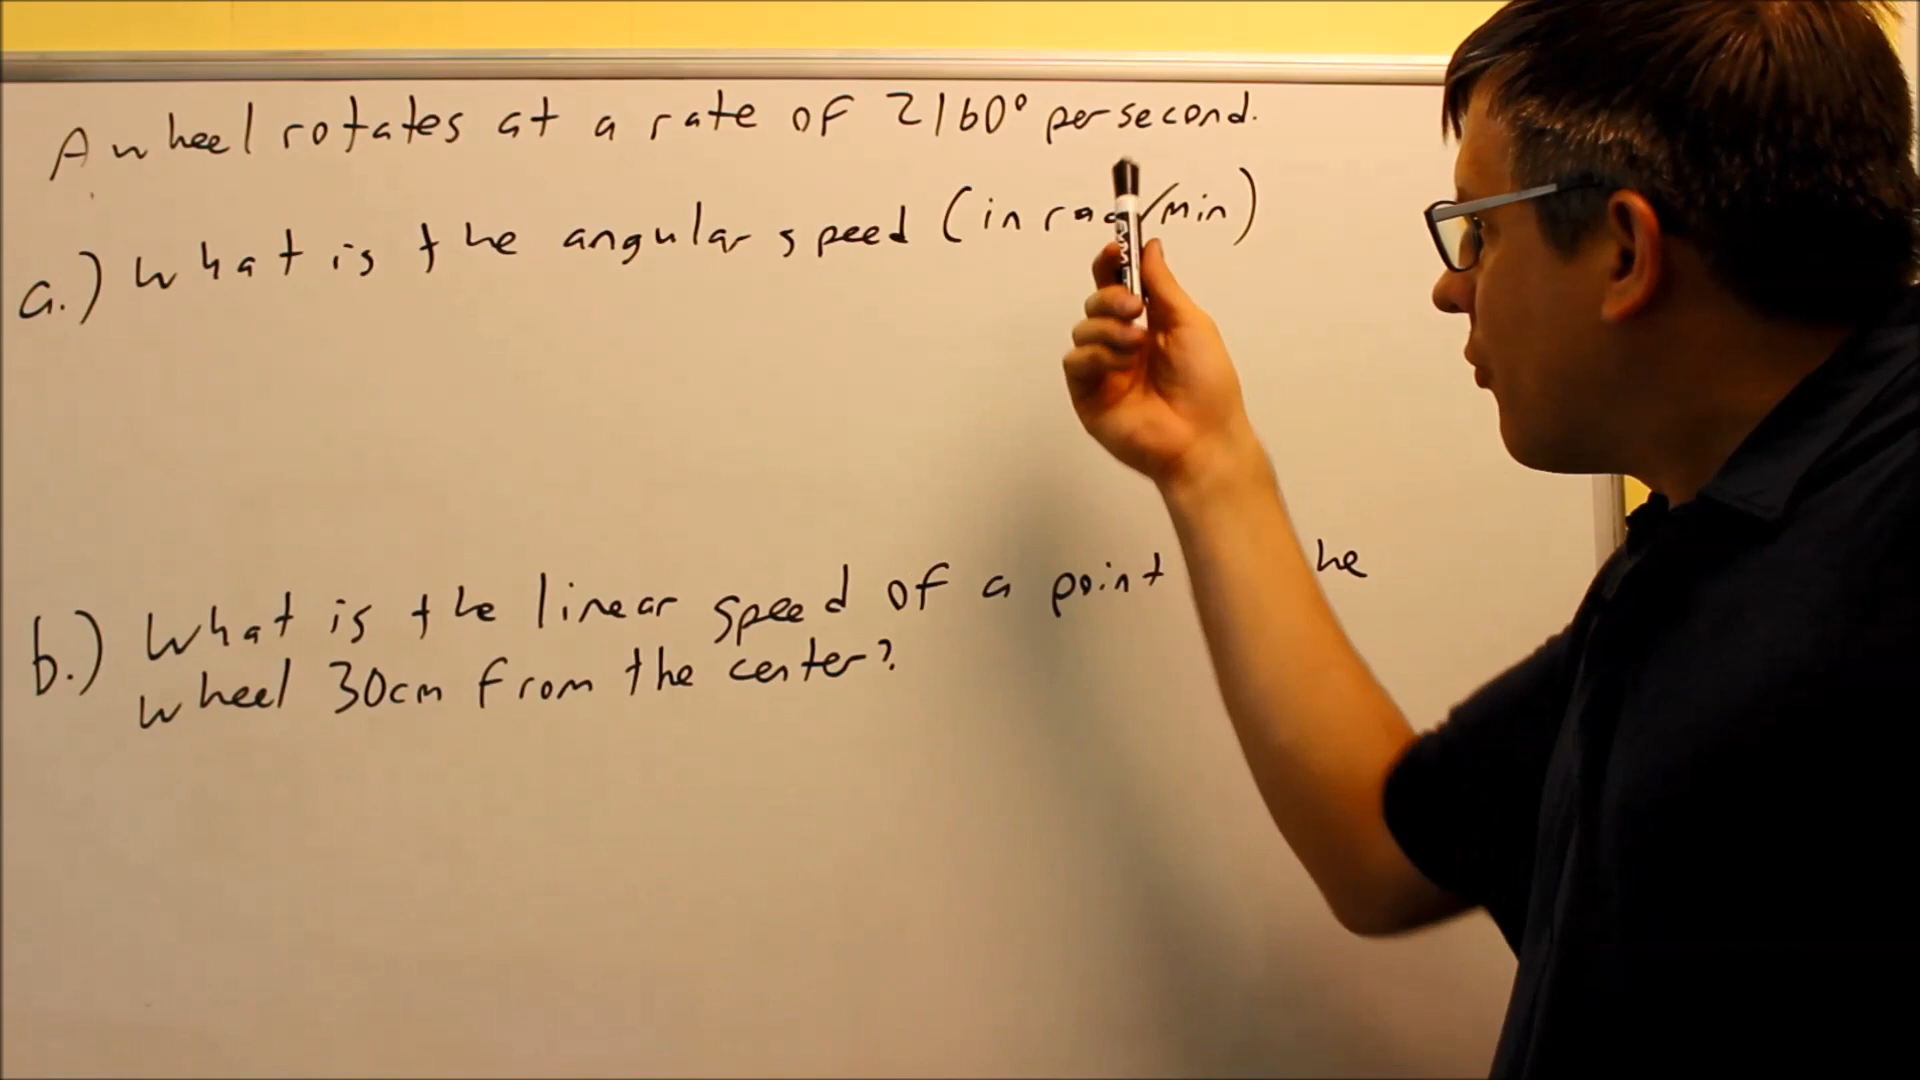 A wheel rotates at a rate of 2160° per second.
a.) What is the angular speed (in rad/min)
b.) What is the linear speed of a point he
wheel 30cm from the center?